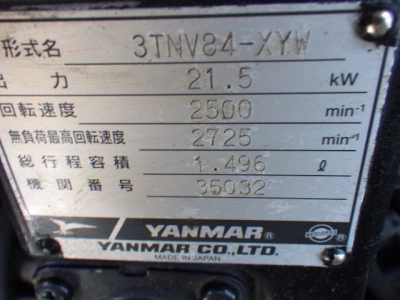 形式名 3TNV84-XYW
出力 21.5 kW
回転速度 2500 min⁻¹
無負荷最高回転速度 2725 min⁻¹
総行程容積 1.496 ℓ
機関番号 35032
YANMAR®
YANMAR CO.,LTD.
MADE IN JAPAN